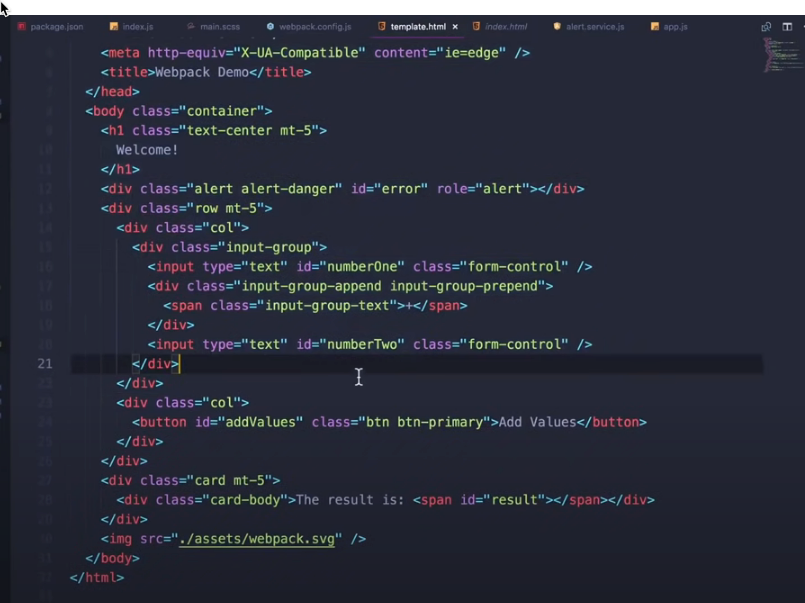 package.json index.js main.scss webpack.config.js template.html × index.html alert.service.js app.js
<meta http-equiv="X-UA-Compatible" content="ie=edge" />
<title>Webpack Demo</title>
</head>
<body class="container">
<h1 class="text-center mt-5">
Welcome!
</h1>
<div class="alert alert-danger" id="error" role="alert"></div>
<div class="row mt-5">
<div class="col">
<div class="input-group">
<input type="text" id="numberOne" class="form-control" />
<div class="input-group-append input-group-prepend">
<span class="input-group-text">+</span>
</div>
<input type="text" id="numberTwo" class="form-control" />
21 </div>
</div>
<div class="col">
<button id="addValues" class="btn btn-primary">Add Values</button>
</div>
</div>
<div class="card mt-5">
<div class="card-body">The result is: <span id="result"></span></div>
</div>
<img src="./assets/webpack.svg" />
</body>
</html>